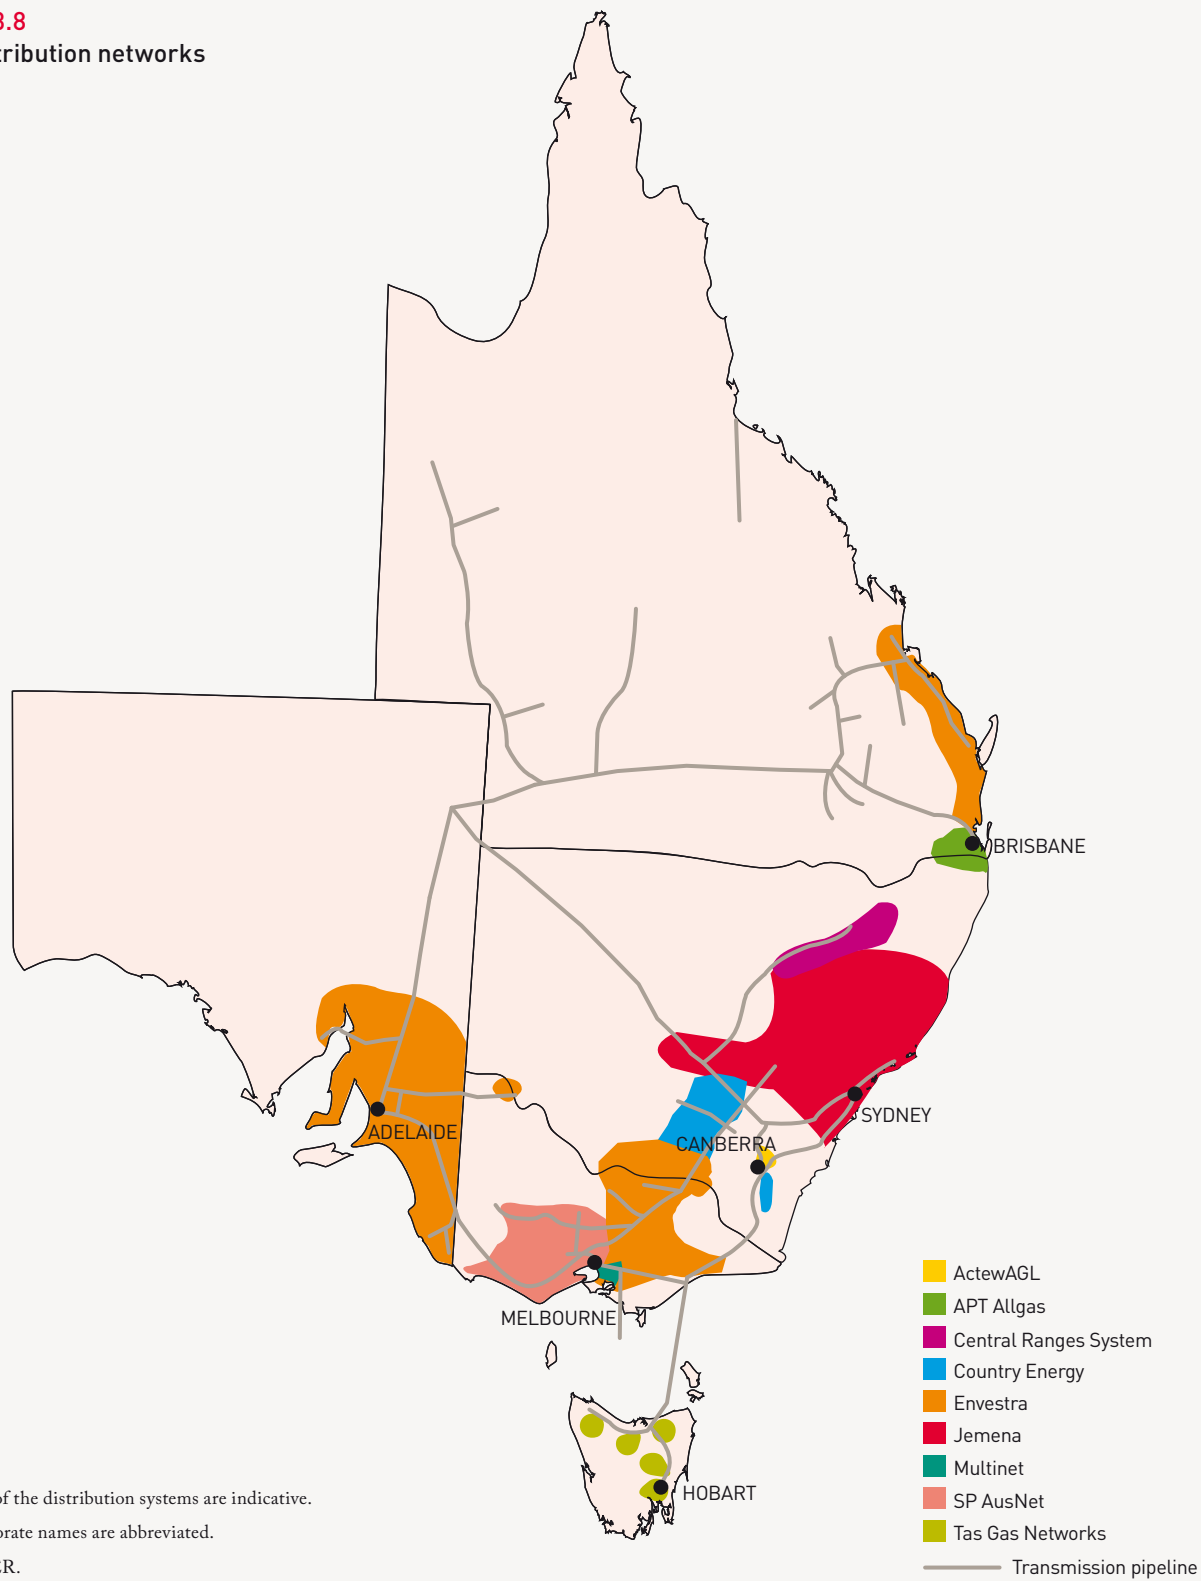 3.8
tribution networks
BRISBANE
SYDNEY
ADELAIDE
CANBERRA
MELBOURNE
HOBART
ActewAGL
APT Allgas
Central Ranges System
Country Energy
Envestra
Jemena
Multinet
SP AusNet
Tas Gas Networks
Transmission pipeline
of the distribution systems are indicative.
orate names are abbreviated.
ER.